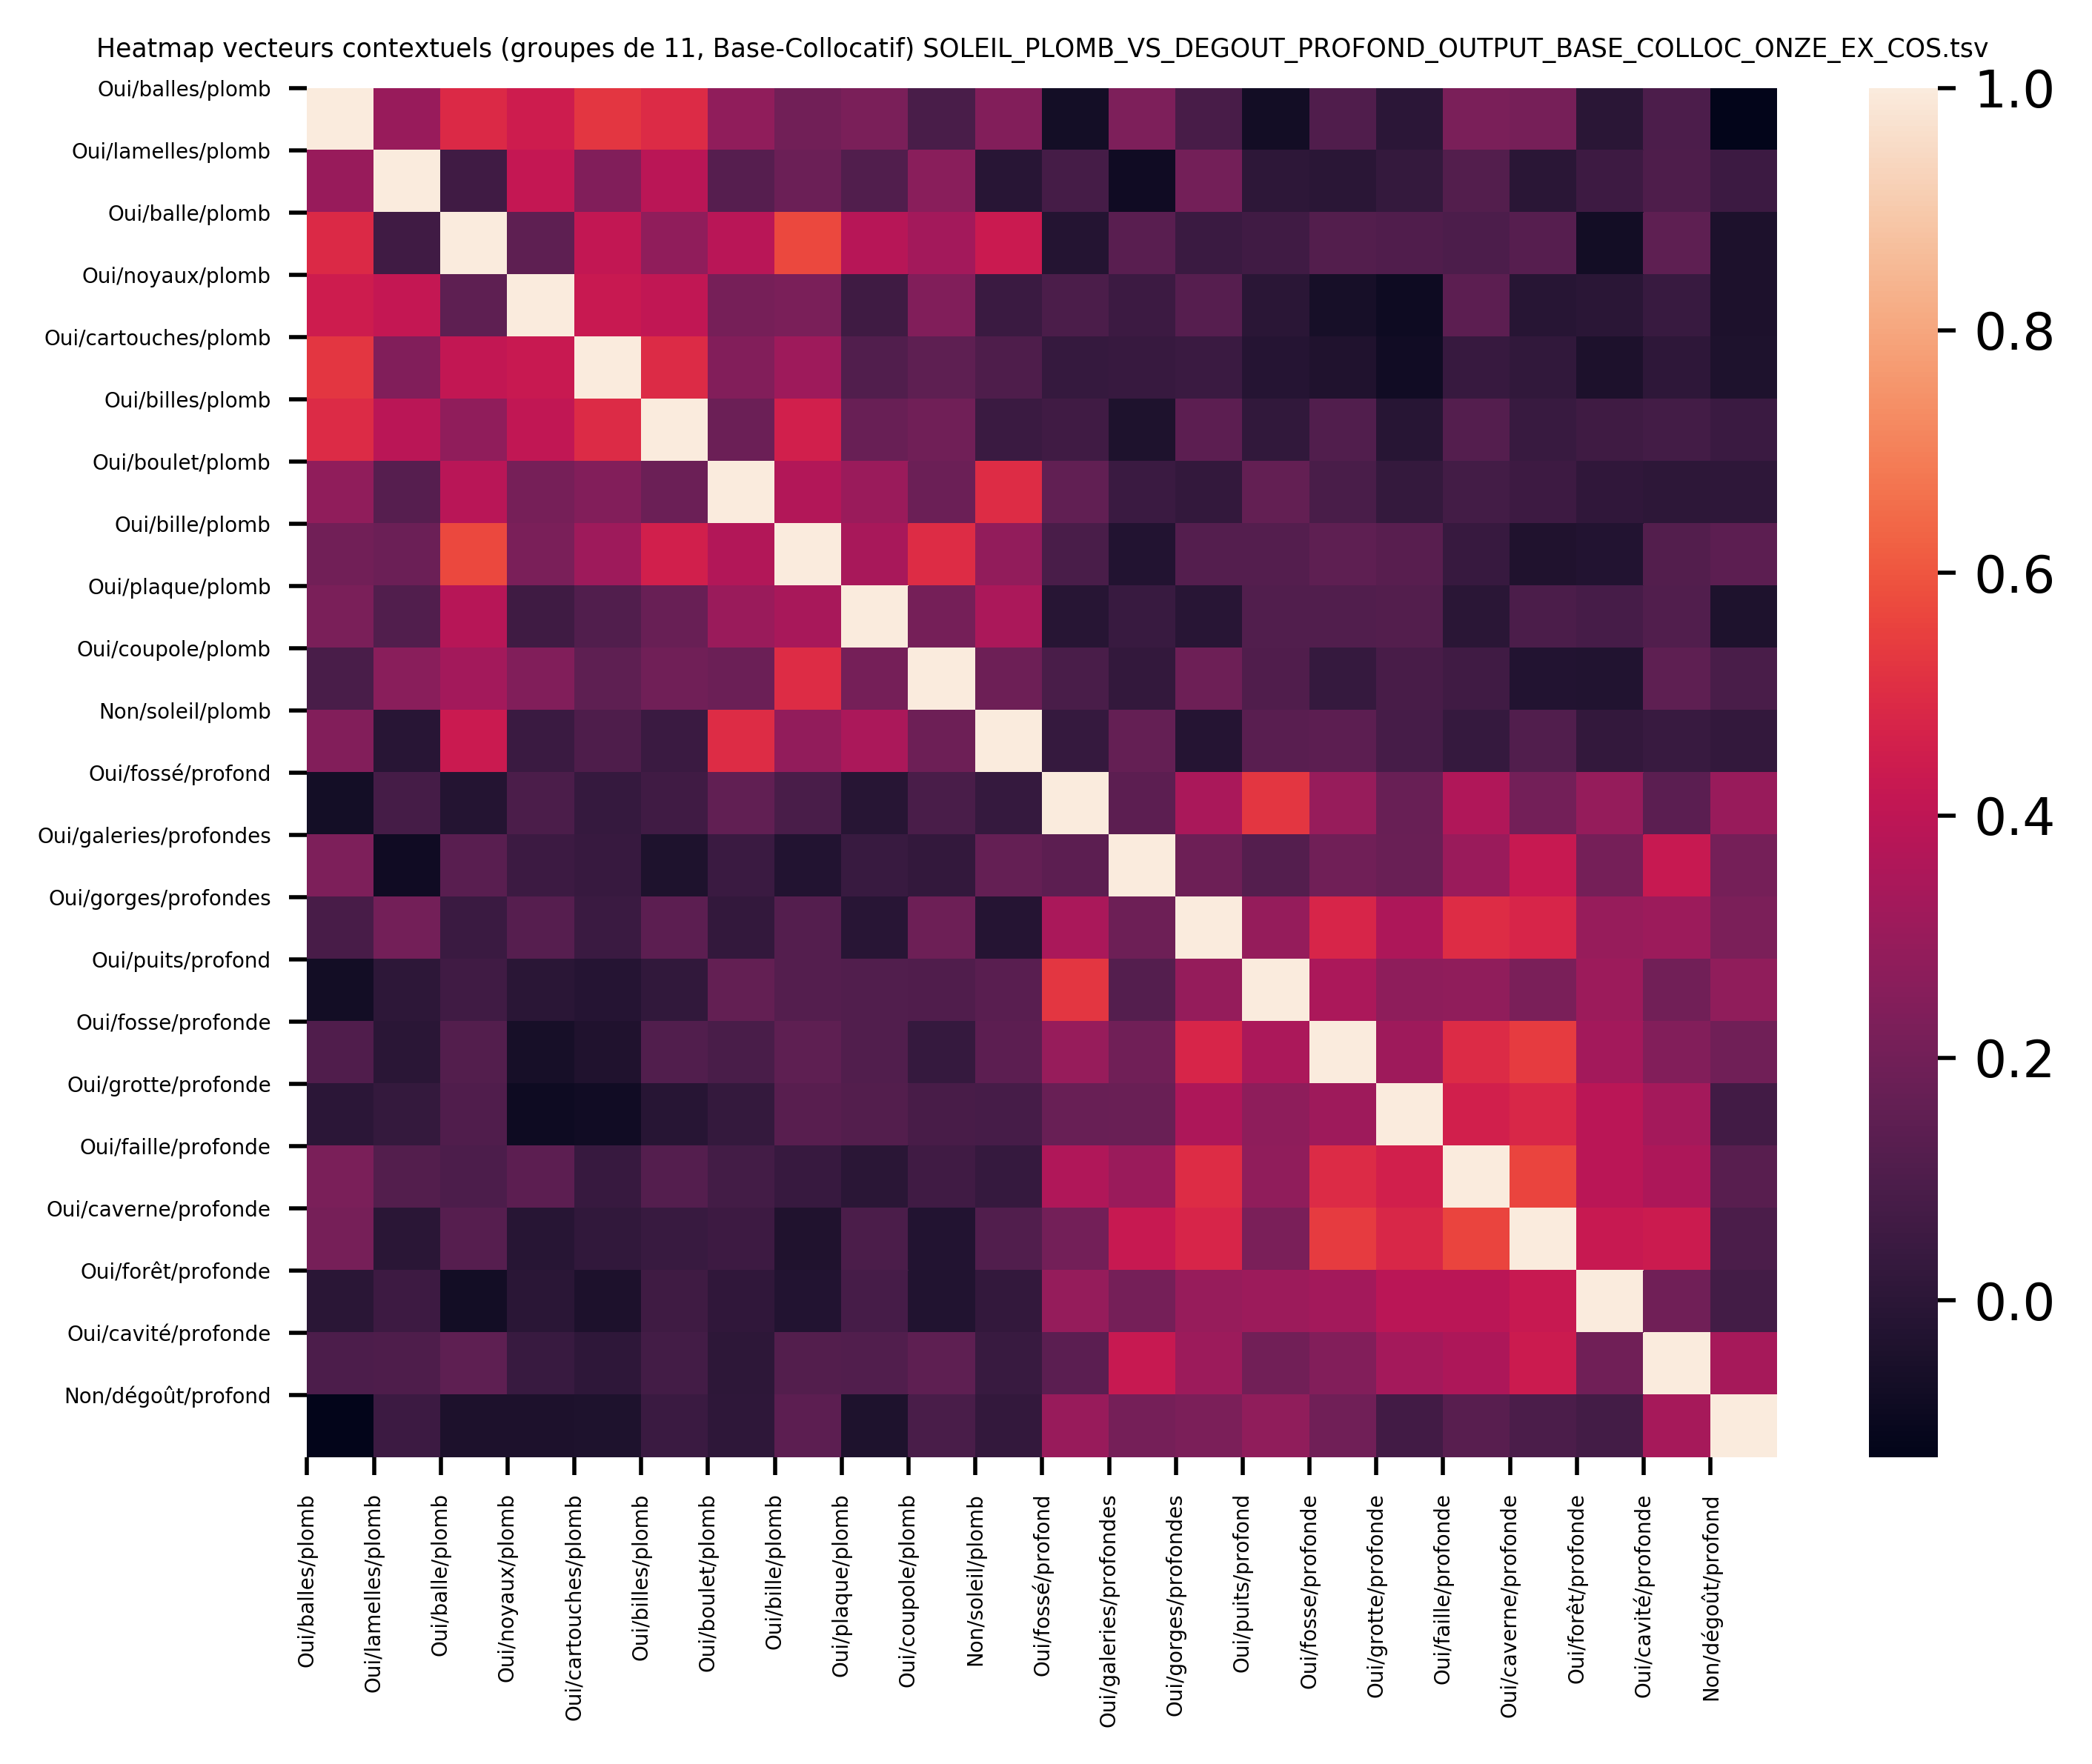 Heatmap vecteurs contextuels (groupes de 11, Base-Collocatif) SOLEIL_PLOMB_VS_DEGOUT_PROFOND_OUTPUT_BASE_COLLOC_ONZE_EX_COS.tsv
Oui/balles/plomb
Oui/lamelles/plomb
Oui/balle/plomb
Oui/noyaux/plomb
Oui/cartouches/plomb
Oui/billes/plomb
Oui/boulet/plomb
Oui/bille/plomb
Oui/plaque/plomb
Oui/coupole/plomb
Non/soleil/plomb
Oui/fossé/profond
Oui/galeries/profondes
Oui/gorges/profondes
Oui/puits/profond
Oui/fosse/profonde
Oui/grotte/profonde
Oui/faille/profonde
Oui/caverne/profonde
Oui/forêt/profonde
Oui/cavité/profonde
Non/dégoût/profond
Oui/balles/plomb
Oui/lamelles/plomb
Oui/balle/plomb
Oui/noyaux/plomb
Oui/cartouches/plomb
Oui/billes/plomb
Oui/boulet/plomb
Oui/bille/plomb
Oui/plaque/plomb
Oui/coupole/plomb
Non/soleil/plomb
Oui/fossé/profond
Oui/galeries/profondes
Oui/gorges/profondes
Oui/puits/profond
Oui/fosse/profonde
Oui/grotte/profonde
Oui/faille/profonde
Oui/caverne/profonde
Oui/forêt/profonde
Oui/cavité/profonde
Non/dégoût/profond
1.0
0.8
0.6
0.4
0.2
0.0